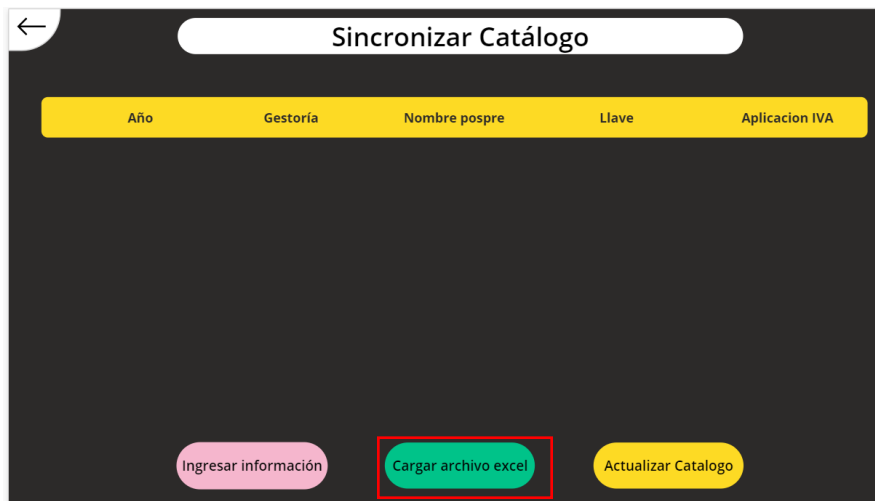 Sincronizar Catálogo
Año Gestoría Nombre pospre Llave Aplicacion IVA
Ingresar información Cargar archivo excel Actualizar Catalogo